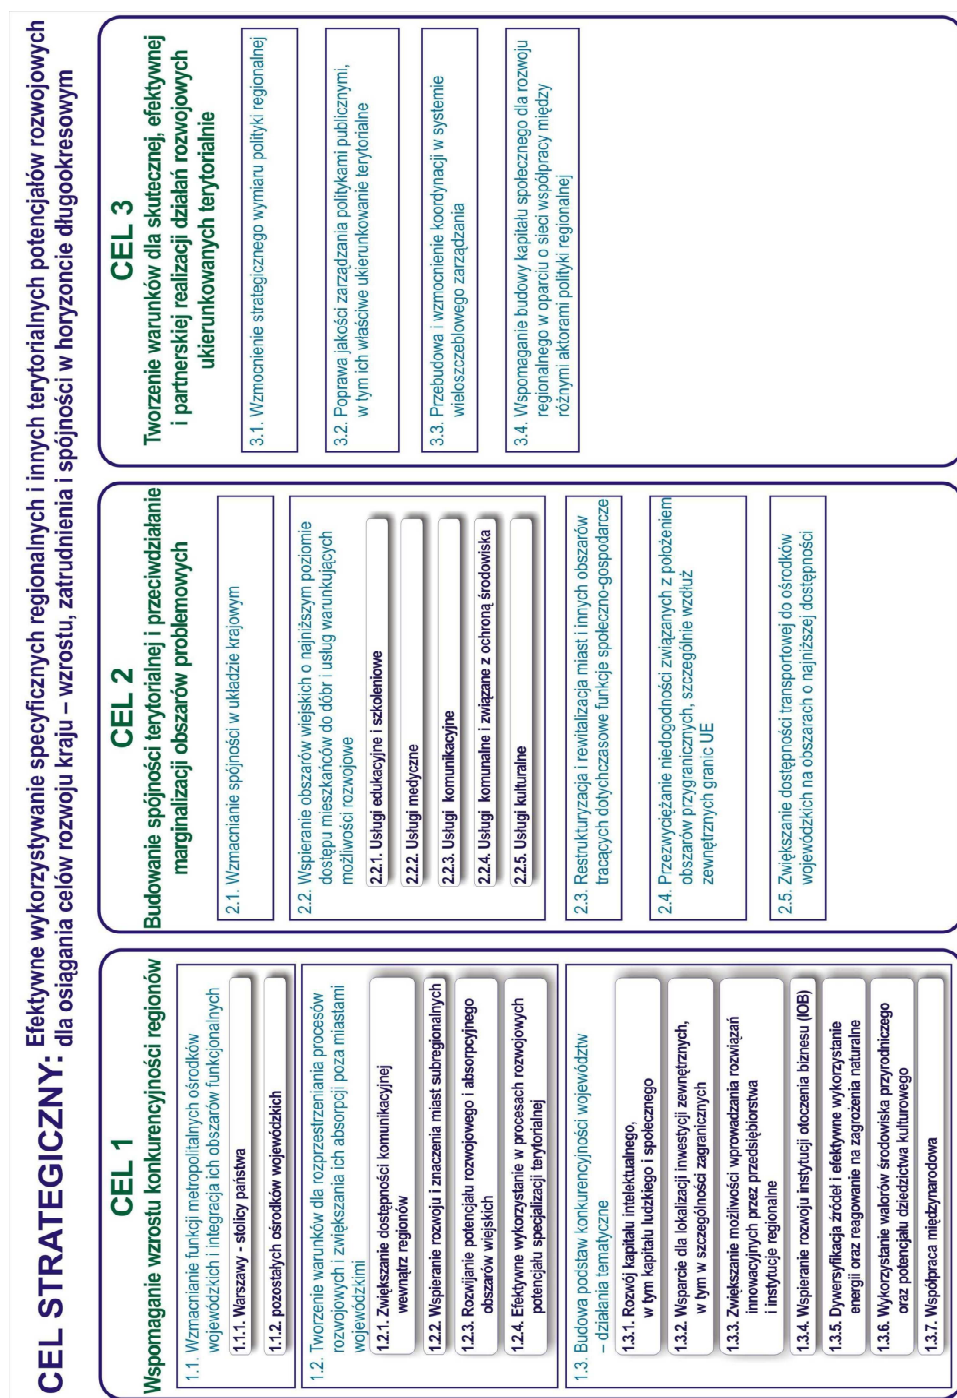 CEL STRATEGICZNY: Efektywne wykorzystywanie specyficznych regionalnych i innych terytorialnych potencjałów rozwojowych
dla osiągania celów rozwoju kraju – wzrostu, zatrudnienia i spójności w horyzoncie długookresowym
CEL 1
Wspomaganie wzrostu konkurencyjności regionów
1.1. Wzmacnianie funkcji metropolitalnych ośrodków
wojewódzkich i integracja ich obszarów funkcjonalnych
1.1.1. Warszawy - stolicy państwa
1.1.2. pozostałych ośrodków wojewódzkich
1.2. Tworzenie warunków dla rozprzestrzeniania procesów
rozwojowych i zwiększania ich absorpcji poza miastami
wojewódzkimi
1.2.1. Zwiększanie dostępności komunikacyjnej
wewnątrz regionów
1.2.2. Wspieranie rozwoju i znaczenia miast subregionalnych
1.2.3. Rozwijanie potencjału rozwojowego i absorpcyjnego
obszarów wiejskich
1.2.4. Efektywne wykorzystanie w procesach rozwojowych
potencjału specjalizacji terytorialnej
1.3. Budowa podstaw konkurencyjności województw
– działania tematyczne
1.3.1. Rozwój kapitału intelektualnego,
w tym kapitału ludzkiego i społecznego
1.3.2. Wsparcie dla lokalizacji inwestycji zewnętrznych,
w tym w szczególności zagranicznych
1.3.3. Zwiększanie możliwości wprowadzania rozwiązań
innowacyjnych przez przedsiębiorstwa
i instytucje regionalne
1.3.4. Wspieranie rozwoju instytucji otoczenia biznesu (IOB)
1.3.5. Dywersyfikacja źródeł i efektywne wykorzystanie
energii oraz reagowanie na zagrożenia naturalne
1.3.6. Wykorzystanie walorów środowiska przyrodniczego
oraz potencjału dziedzictwa kulturowego
1.3.7. Współpraca międzynarodowa
CEL 2
Budowanie spójności terytorialnej i przeciwdziałanie
marginalizacji obszarów problemowych
2.1. Wzmacnianie spójności w układzie krajowym
2.2. Wspieranie obszarów wiejskich o najniższym poziomie
dostępu mieszkańców do dóbr i usług warunkujących
możliwości rozwojowe
2.2.1. Usługi edukacyjne i szkoleniowe
2.2.2. Usługi medyczne
2.2.3. Usługi komunikacyjne
2.2.4. Usługi komunalne i związane z ochroną środowiska
2.2.5. Usługi kulturalne
2.3. Restrukturyzacja i rewitalizacja miast i innych obszarów
tracących dotychczasowe funkcje społeczno-gospodarcze
2.4. Przezwyciężanie niedogodności związanych z położeniem
obszarów przygranicznych, szczególnie wzdłuż
zewnętrznych granic UE
2.5. Zwiększanie dostępności transportowej do ośrodków
wojewódzkich na obszarach o najniższej dostępności
CEL 3
Tworzenie warunków dla skutecznej, efektywnej
i partnerskiej realizacji działań rozwojowych
ukierunkowanych terytorialnie
3.1. Wzmocnienie strategicznego wymiaru polityki regionalnej
3.2. Poprawa jakości zarządzania politykami publicznymi,
w tym ich właściwe ukierunkowanie terytorialne
3.3. Przebudowa i wzmocnienie koordynacji w systemie
wieloszczeblowego zarządzania
3.4. Wspomaganie budowy kapitału społecznego dla rozwoju
regionalnego w oparciu o sieci współpracy między
różnymi aktorami polityki regionalnej